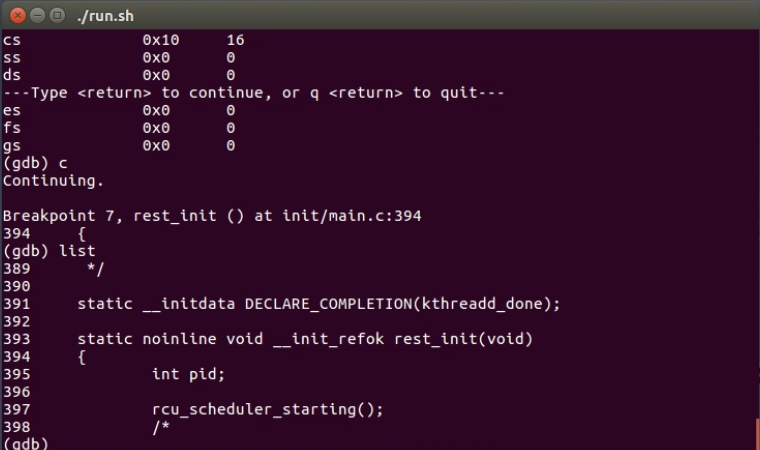 ./run.sh
cs             0x10     16
ss             0x0      0
ds             0x0      0
---Type <return> to continue, or q <return> to quit---
es             0x0      0
fs             0x0      0
gs             0x0      0
(gdb) c
Continuing.

Breakpoint 7, rest_init () at init/main.c:394
394     {
(gdb) list
389      */
390
391     static __initdata DECLARE_COMPLETION(kthreadd_done);
392
393     static noinline void __init_refok rest_init(void)
394     {
395             int pid;
396
397             rcu_scheduler_starting();
398             /*
(gdb)